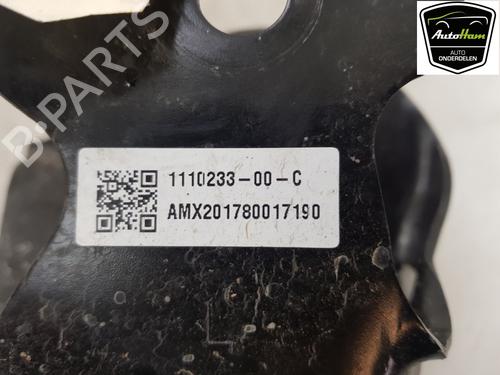 AutoHam
AUTO
ONDERDELEN
B-PARTS
1110233-00-C
AMX201780017190
L